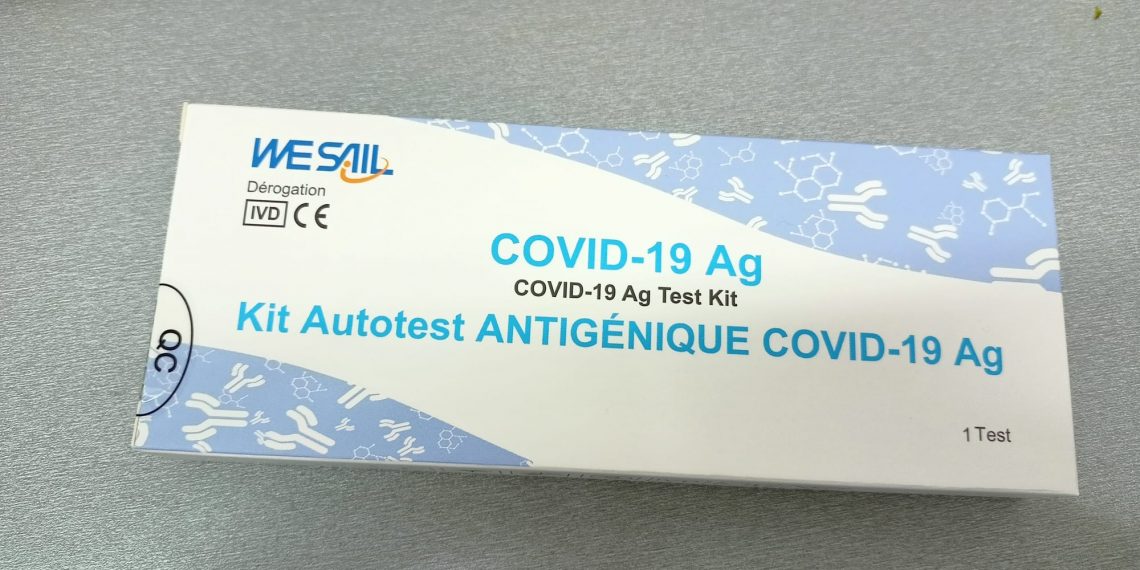 WESAIL
Dérogation
IVD CE
COVID-19 Ag
COVID-19 Ag Test Kit
Kit Autotest ANTIGÉNIQUE COVID-19 Ag
QC
1 Test